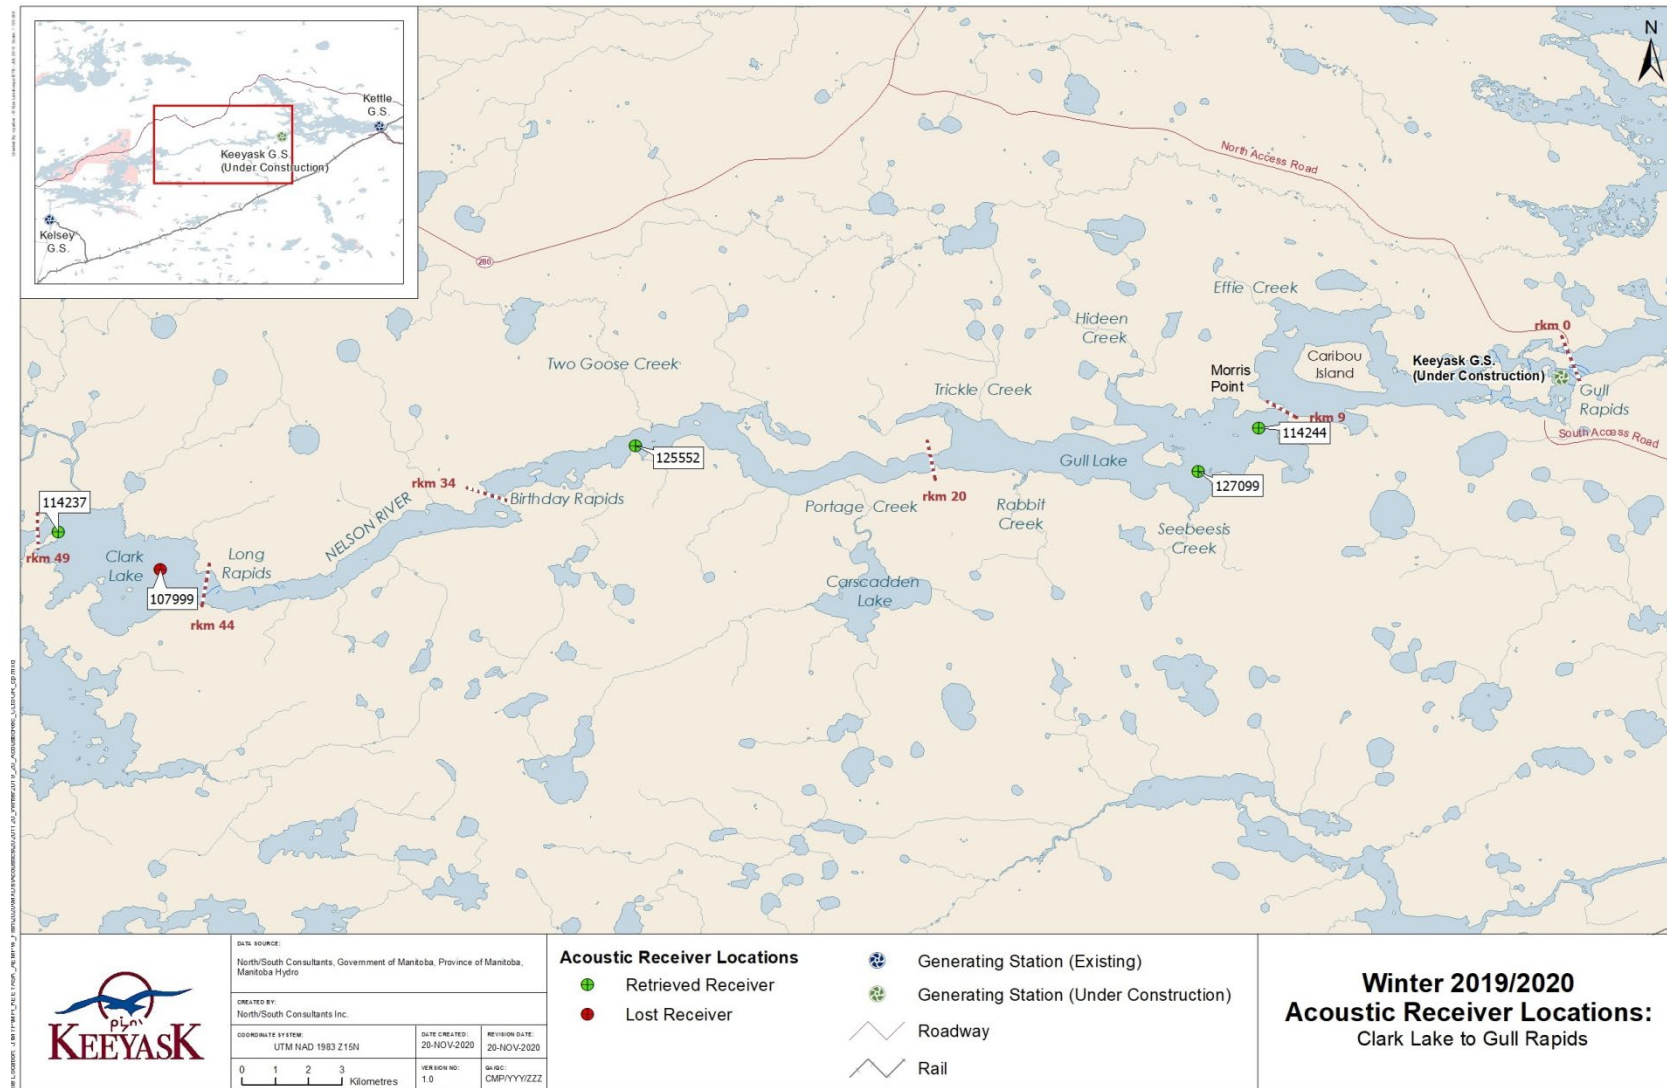 Kettle
G.S.
Keeyask G.S.
(Under Construction)
Kelsey
G.S.
N
North Access Road
280
Effie Creek
Hideen
Creek
rkm 0
Caribou
Island
Keeyask G.S.
(Under Construction)
Morris
Point
Two Goose Creek
Trickle Creek
Gull
Rapids
rkm 9
114244
South Access Road
125552
Gull Lake
127099
rkm 34
Birthday Rapids
rkm 20
Portage Creek
Rabbit
Creek
Seebeesis
Creek
114237
NELSON RIVER
rkm 49
Clark
Lake
Long
Rapids
107999
rkm 44
Carscadden
Lake
pisi
KEEYASK
DATA SOURCE:
North/South Consultants, Government of Manitoba, Province of Manitoba,
Manitoba Hydro
CREATED BY:
North/South Consultants Inc.
COORDINATE SYSTEM:
UTM NAD 1983 Z15N
DATE CREATED:
20-NOV-2020
REVISION DATE:
20-NOV-2020
0 1 2 3
Kilometres
VERSION NO:
1.0
QA/QC:
CMP/YYY/ZZZ
Acoustic Receiver Locations
Retrieved Receiver
Lost Receiver
Generating Station (Existing)
Generating Station (Under Construction)
Roadway
Rail
Winter 2019/2020
Acoustic Receiver Locations:
Clark Lake to Gull Rapids